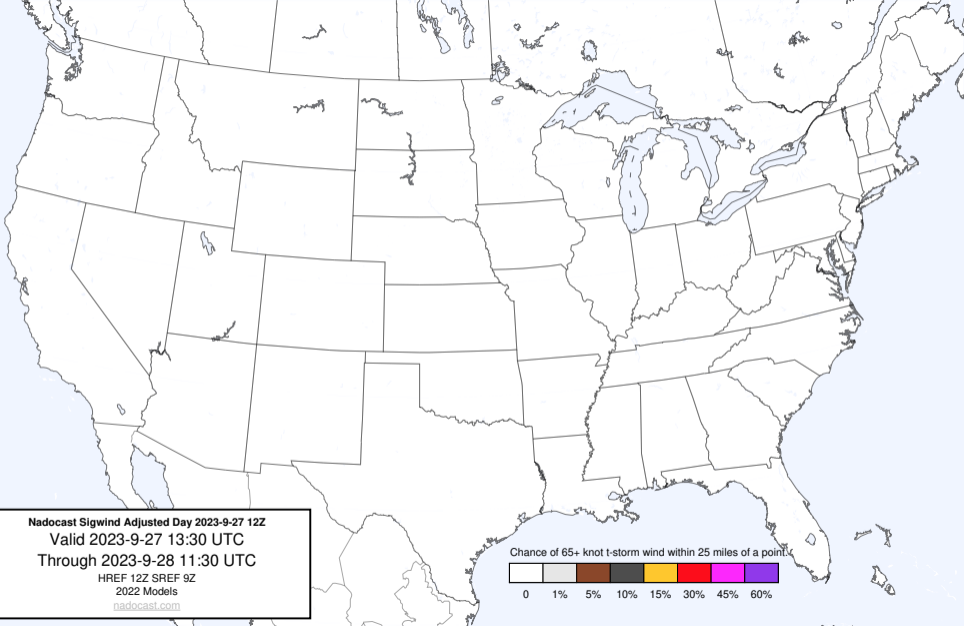 Nadocast Sigwind Adjusted Day 2023-9-27 12Z
Valid 2023-9-27 13:30 UTC
Through 2023-9-28 11:30 UTC
HREF 12Z SREF 9Z
2022 Models
nadocast.com
Chance of 65+ knot t-storm wind within 25 miles of a point.
0 1% 5% 10% 15% 30% 45% 60%